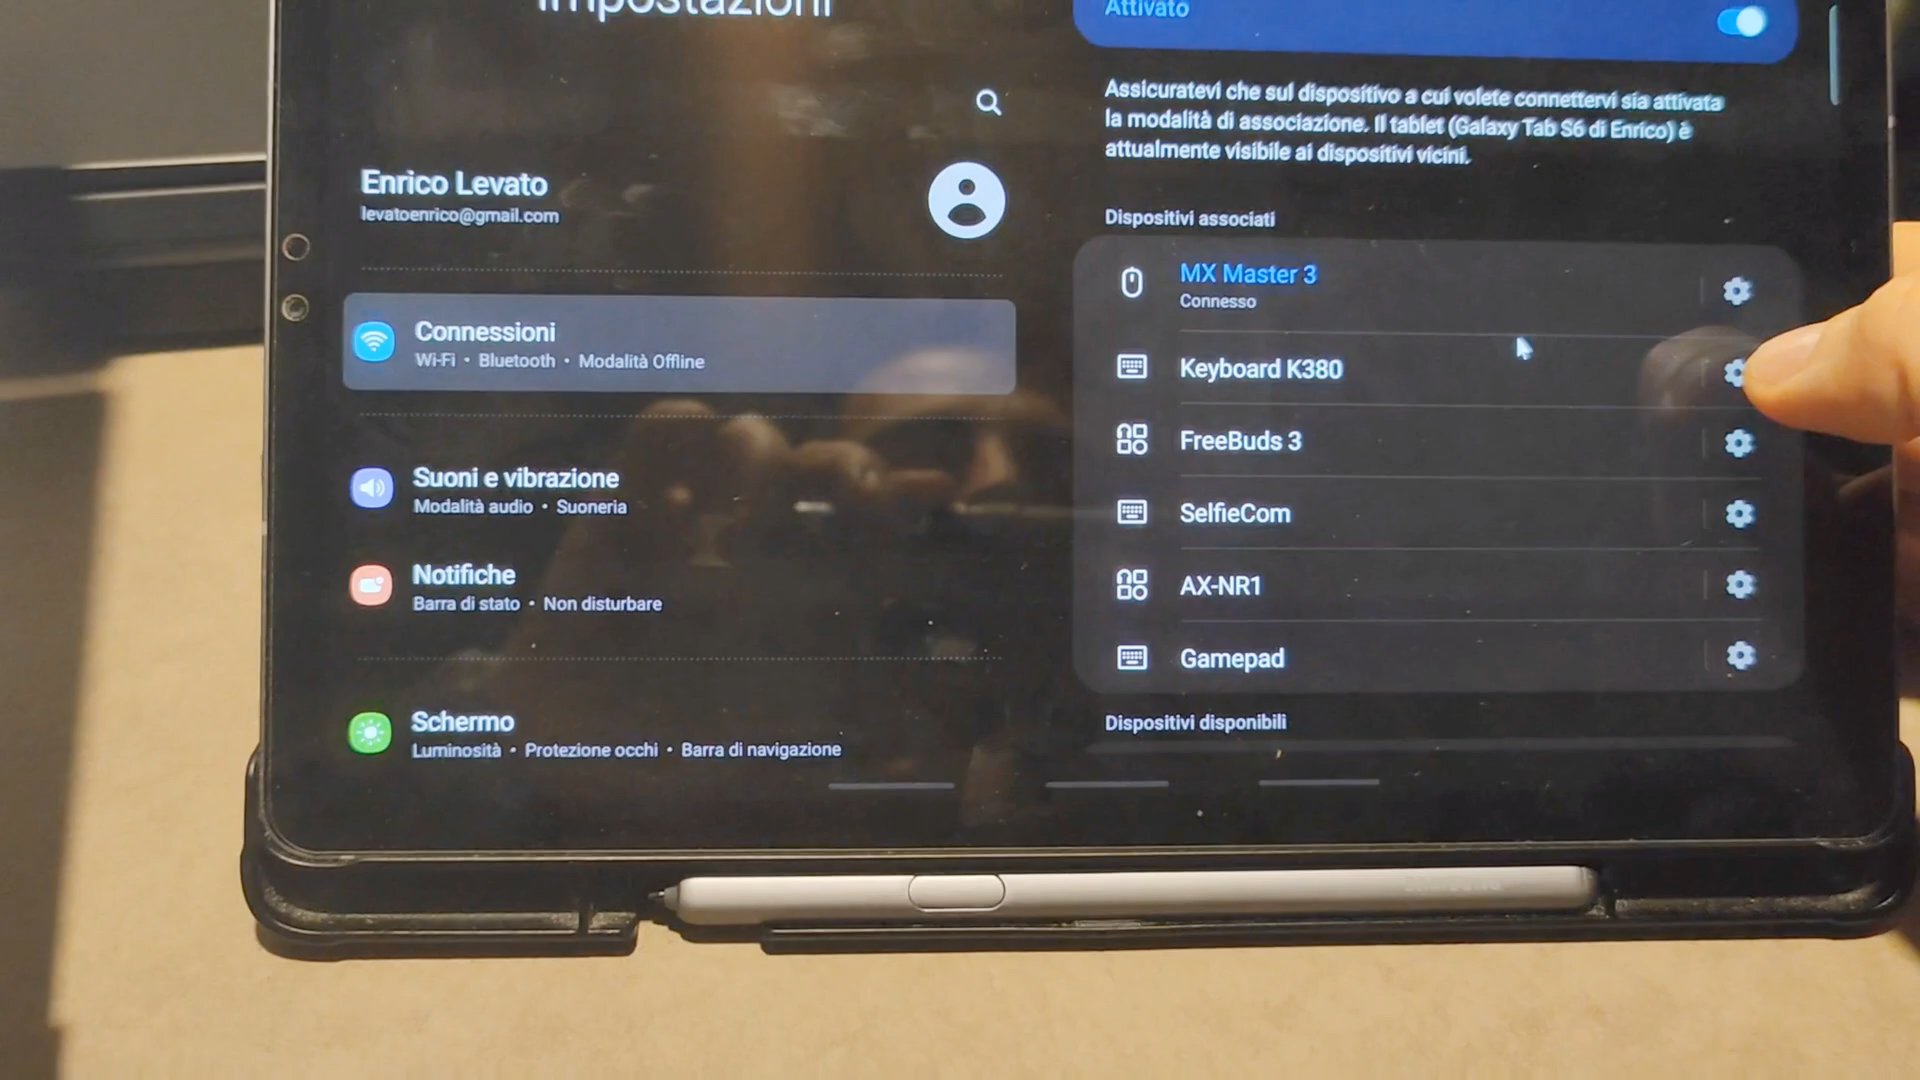 Impostazioni
Enrico Levato
levatoenrico@gmail.com
Connessioni
Wi-Fi • Bluetooth • Modalità Offline
Suoni e vibrazione
Modalità audio • Suoneria
Notifiche
Barra di stato • Non disturbare
Schermo
Luminosità • Protezione occhi • Barra di navigazione
Attivato
Assicuratevi che sul dispositivo a cui volete connettervi sia attivata
la modalità di associazione. Il tablet (Galaxy Tab S6 di Enrico) è
attualmente visibile ai dispositivi vicini.
Dispositivi associati
MX Master 3
Connesso
Keyboard K380
FreeBuds 3
SelfieCom
AX-NR1
Gamepad
Dispositivi disponibili
SAMSUNG